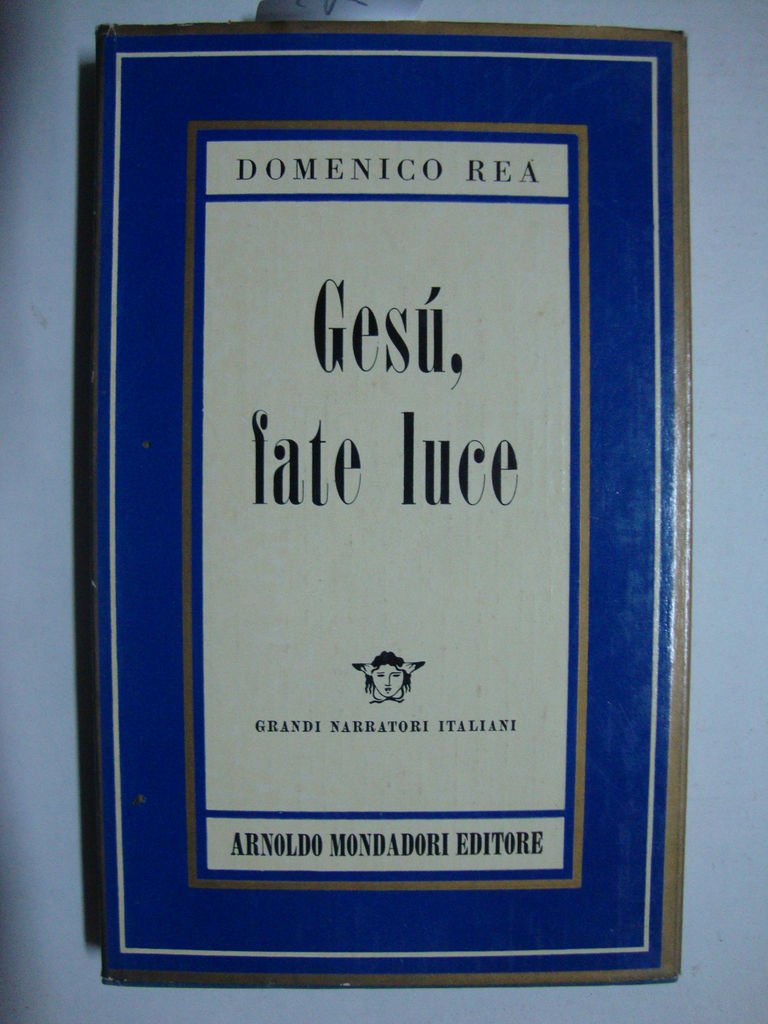 DOMENICO REA
Gesú,
fate luce
GRANDI NARRATORI ITALIANI
ARNOLDO MONDADORI EDITORE